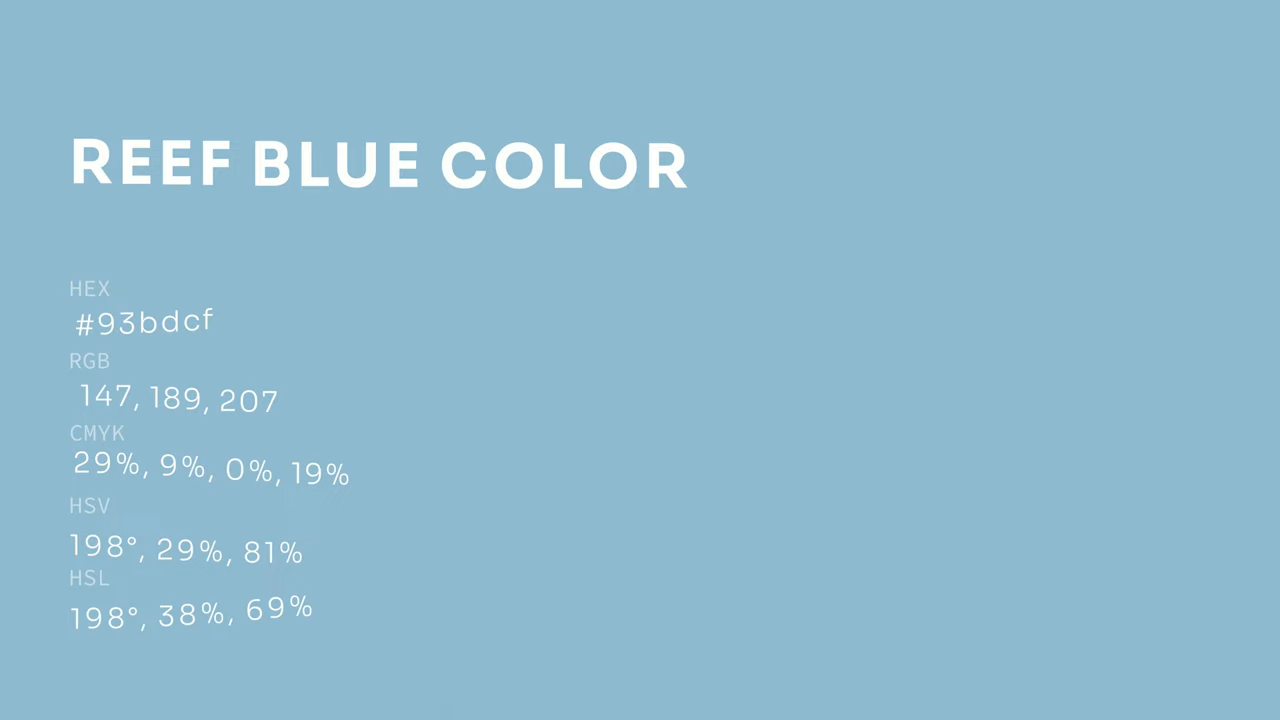 REEF BLUE COLOR
HEX
#93bdcf
RGB
147, 189, 207
CMYK
29%, 9%, 0%, 19%
HSV
198°, 29%, 81%
HSL
198°, 38%, 69%